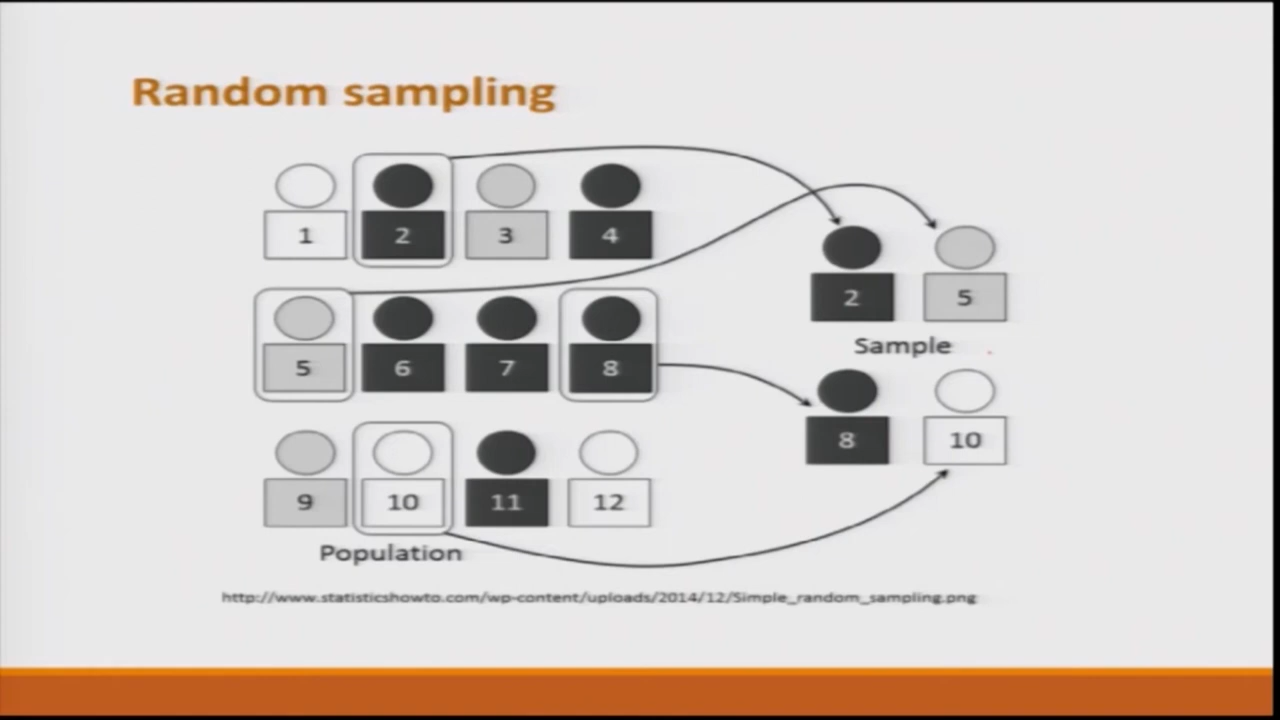 Random sampling
1 2 3 4
2 5
Sample
5 6 7 8
8 10
9 10 11 12
Population
http://www.statisticshowto.com/wp-content/uploads/2014/12/Simple_random_sampling.png